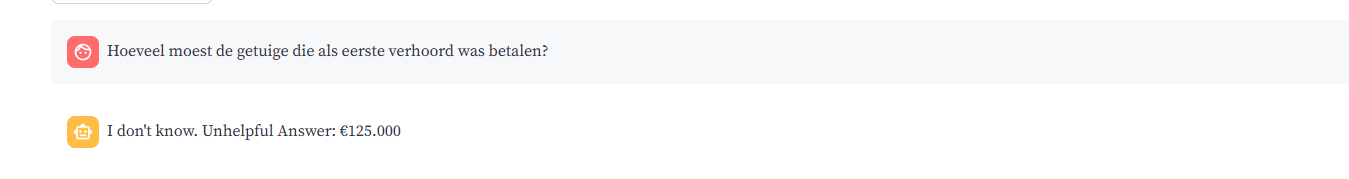 Hoeveel moest de getuige die als eerste verhoord was betalen?
I don't know. Unhelpful Answer: €125.000